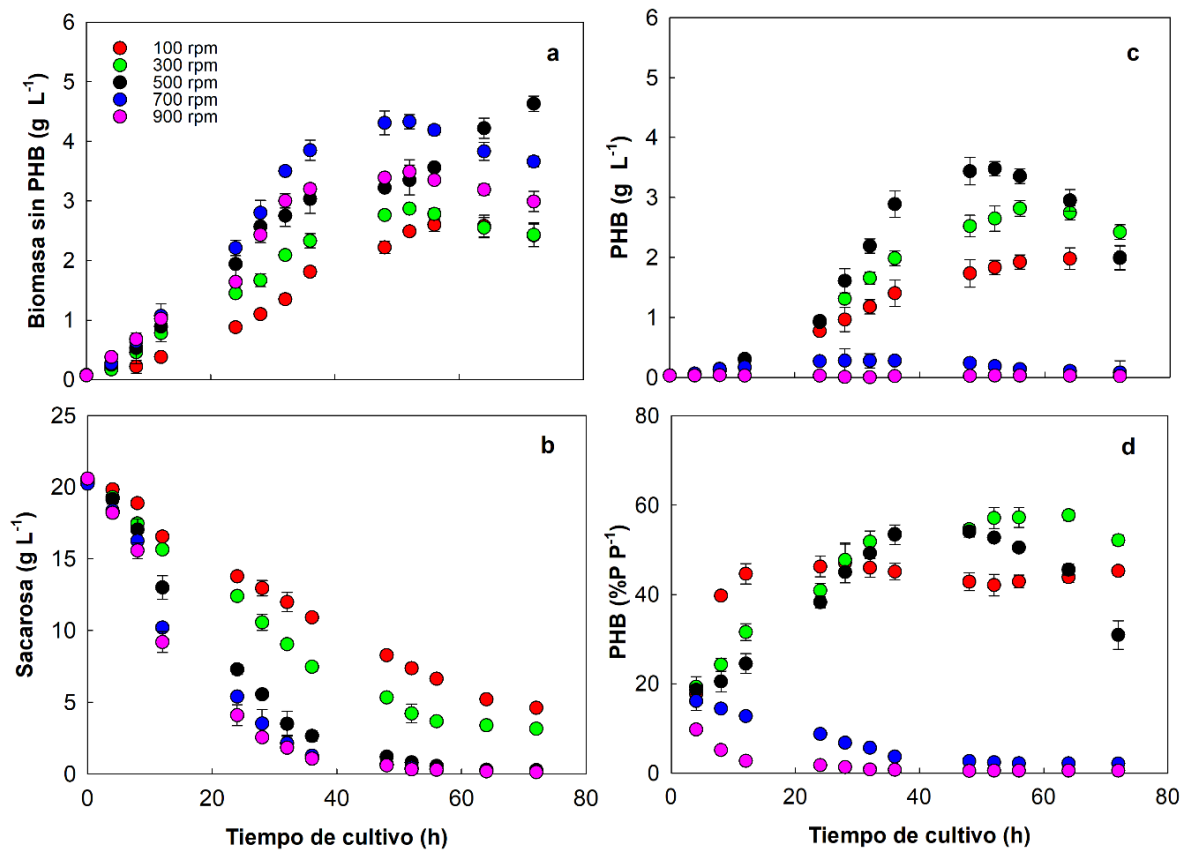 a
Biomasa sin PHB (g L⁻¹)
6
5
4
3
2
1
0
100 rpm
300 rpm
500 rpm
700 rpm
900 rpm
c
PHB (g L⁻¹)
6
5
4
3
2
1
0
b
Sacarosa (g L⁻¹)
25
20
15
10
5
0
0 20 40 60 80
Tiempo de cultivo (h)
d
PHB (%P P⁻¹)
80
60
40
20
0
0 20 40 60 80
Tiempo de cultivo (h)